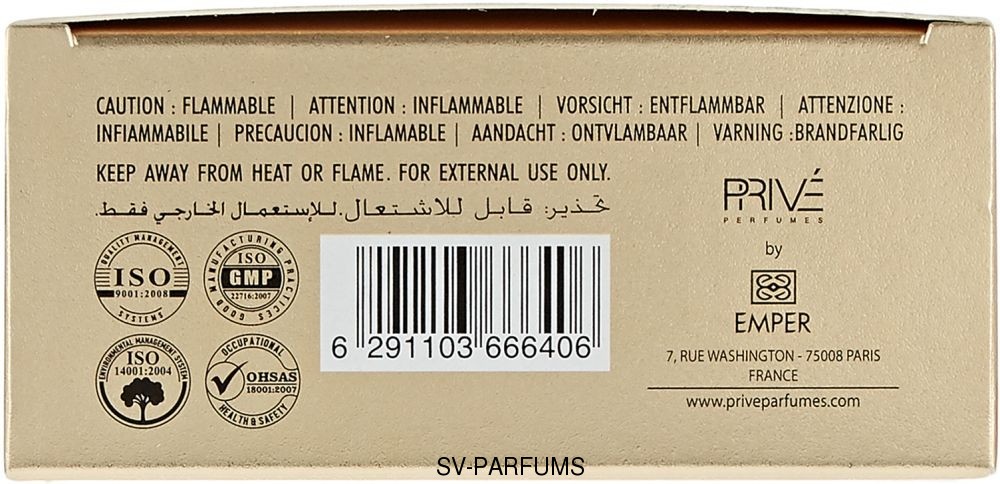 CAUTION : FLAMMABLE | ATTENTION : INFLAMMABLE | VORSICHT : ENTFLAMMBAR | ATTENZIONE :
INFIAMMABILE | PRECAUCION : INFLAMABLE | AANDACHT : ONTVLAMBAAR | VARNING :BRANDFARLIG
KEEP AWAY FROM HEAT OR FLAME. FOR EXTERNAL USE ONLY.
تحذير: قابل للاشتعال.للإستعمال الخارجي فقط.
QUALITY MANAGEMENT
ISO
9001:2008
SYSTEMS
GOOD MANUFACTURING PRACTICES
ISO
GMP
22716:2007
ENVIRONMENTAL MANAGEMENT SYSTEM
ISO
14001:2004
OCCUPATIONAL
OHSAS
18001:2007
HEALTH & SAFETY
6 291103 666406
PRIVÉ
PERFUMES
by
EMPER
7, RUE WASHINGTON - 75008 PARIS
FRANCE
www.priveparfumes.com
SV-PARFUMS